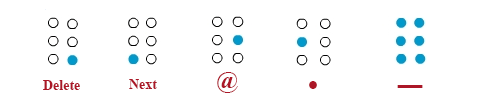 Delete Next @ • —